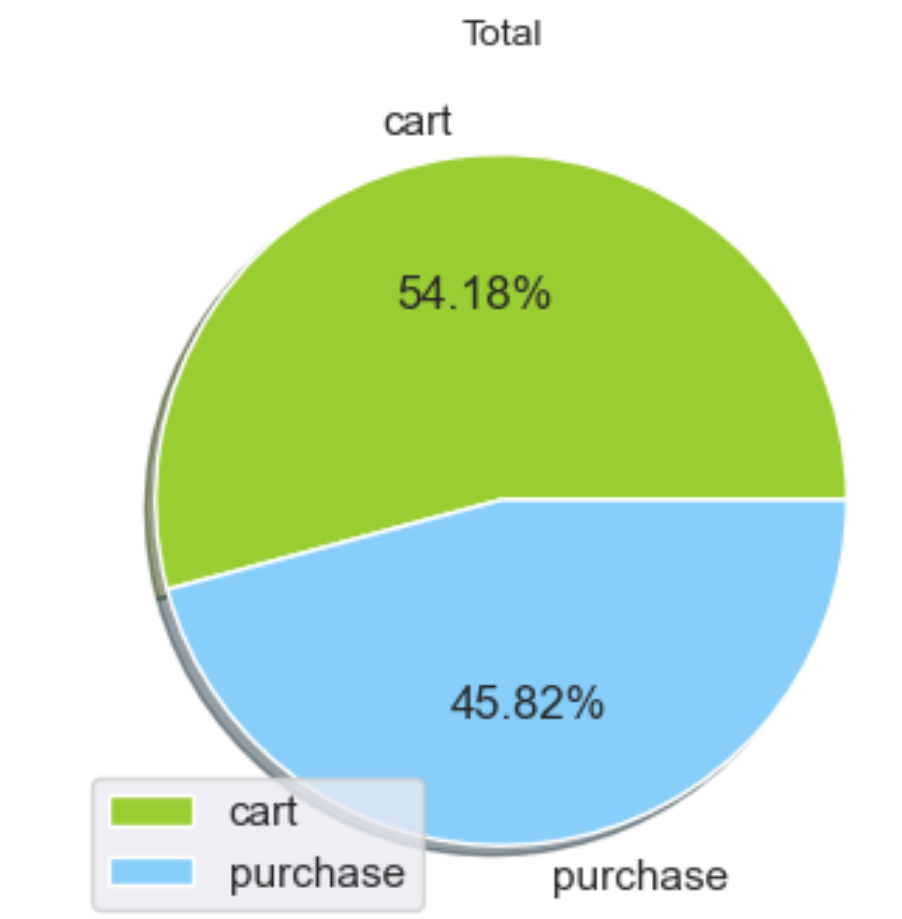 Total
cart
54.18%
45.82%
cart
purchase
purchase